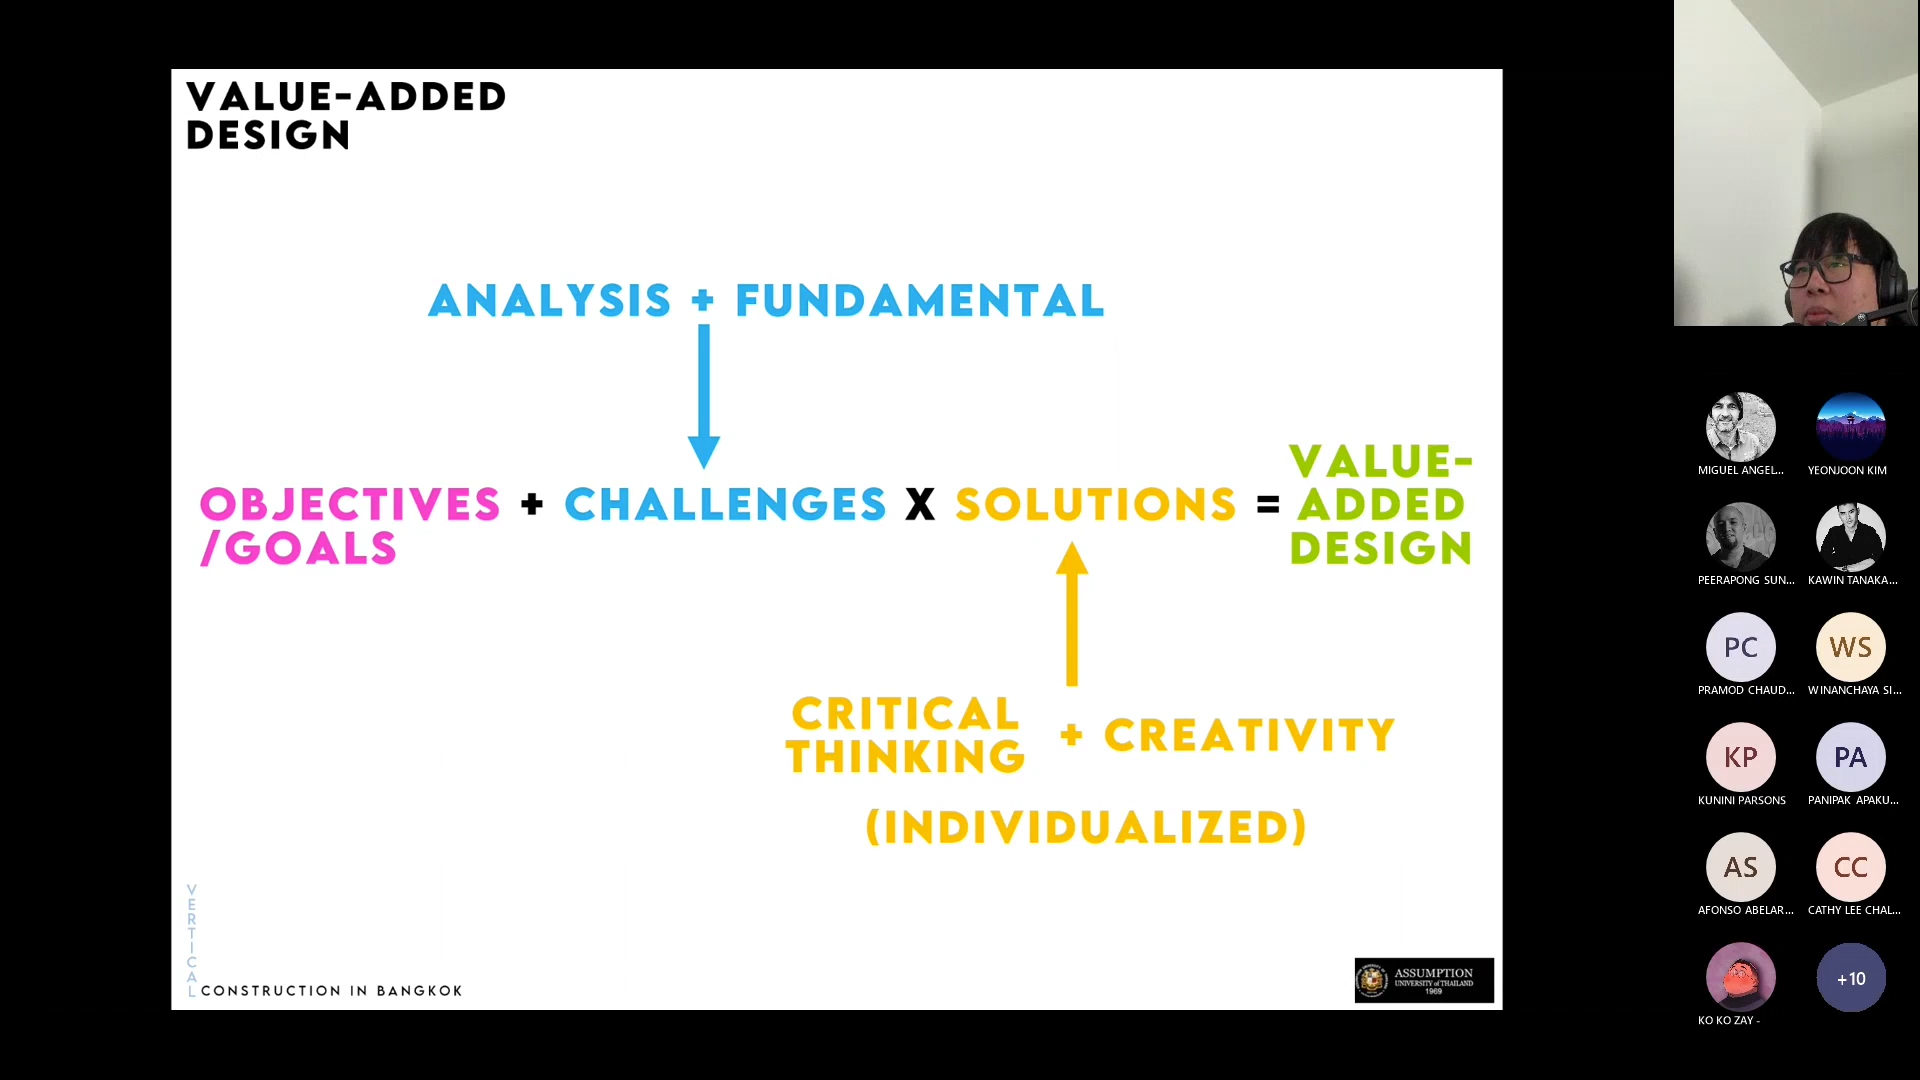 VALUE-ADDED
DESIGN
ANALYSIS + FUNDAMENTAL
OBJECTIVES
/GOALS
+ CHALLENGES X SOLUTIONS =
VALUE-
ADDED
DESIGN
CRITICAL
THINKING
+ CREATIVITY
(INDIVIDUALIZED)
VERTICAL
CONSTRUCTION IN BANGKOK
ASSUMPTION
UNIVERSITY of THAILAND
1969
MIGUEL ANGEL...
YEONJOON KIM
PEERAPONG SUN...
KAWIN TANAKA...
PC
WS
PRAMOD CHAUD...
WINANCHAYA SI...
KP
PA
KUNINI PARSONS
PANIPAK APAKU...
AS
CC
AFONSO ABELAR...
CATHY LEE CHAL...
+10
KO KO ZAY -